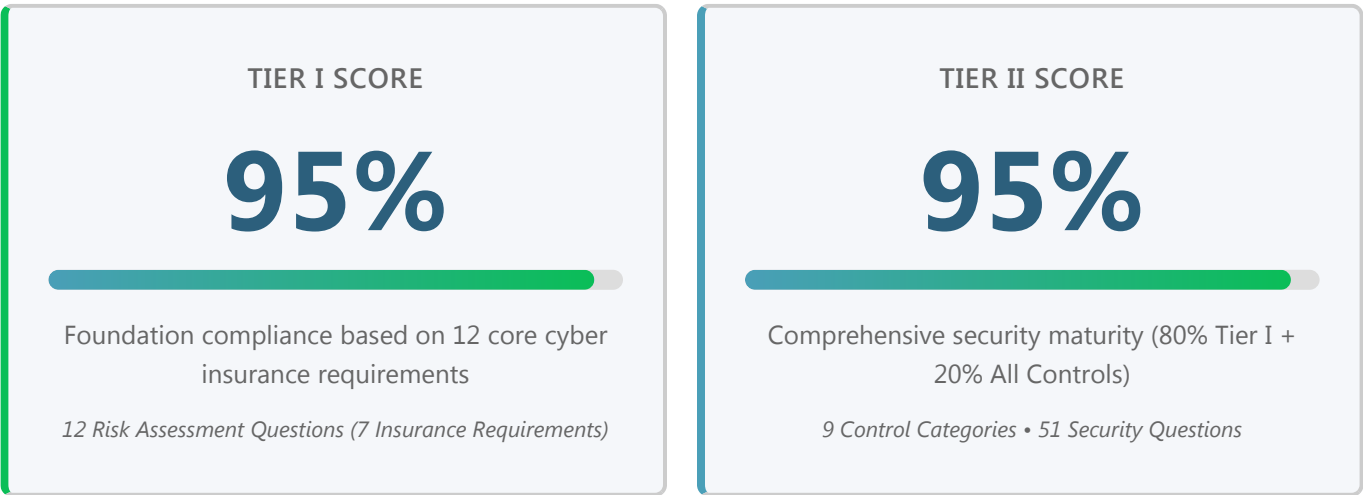 TIER I SCORE
95%
Foundation compliance based on 12 core cyber
insurance requirements
12 Risk Assessment Questions (7 Insurance Requirements)
TIER II SCORE
95%
Comprehensive security maturity (80% Tier I +
20% All Controls)
9 Control Categories • 51 Security Questions